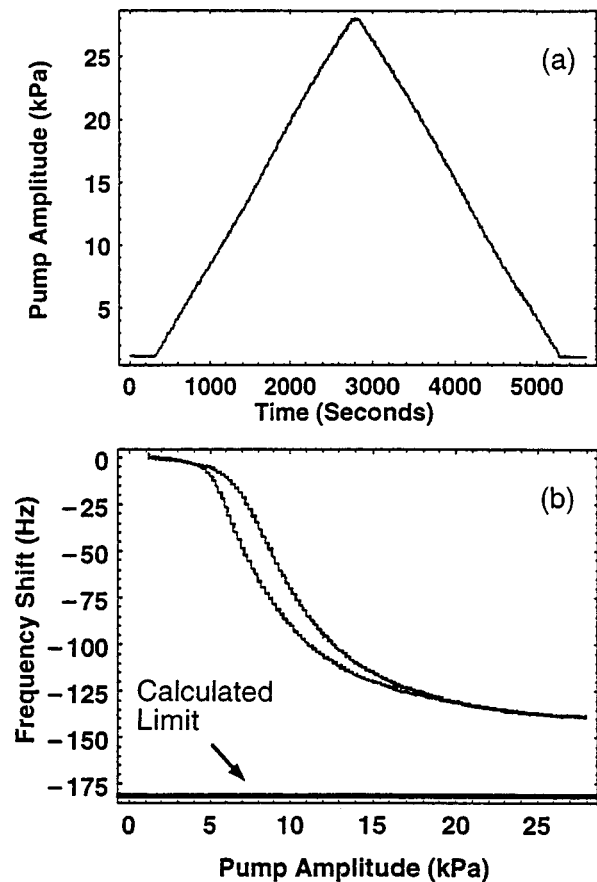 (a)
Pump Amplitude (kPa)
25
20
15
10
5
0 1000 2000 3000 4000 5000
Time (Seconds)
(b)
Frequency Shift (Hz)
0
−25
−50
−75
−100
−125
−150
−175
Calculated
Limit
0 5 10 15 20 25
Pump Amplitude (kPa)